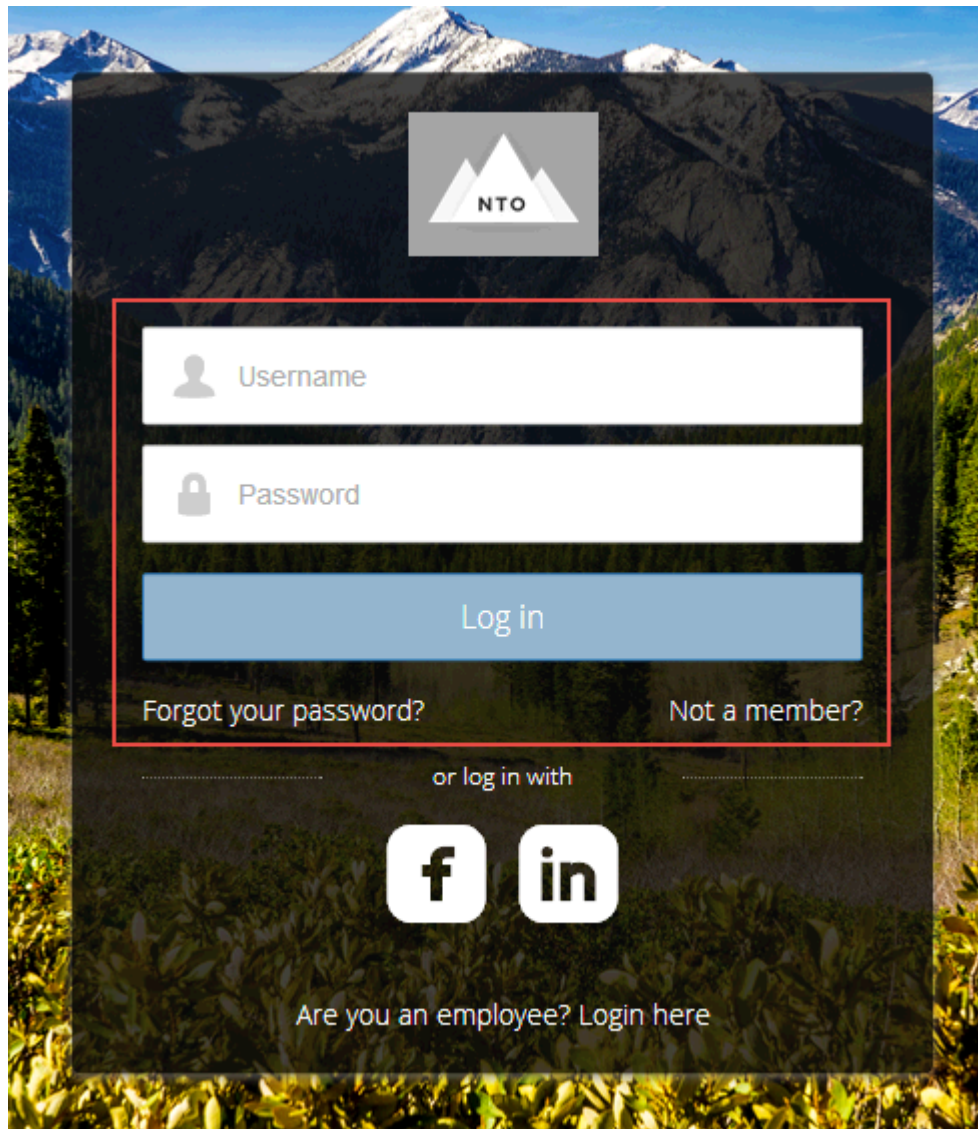 NTO
Username
Password
Log in
Forgot your password? Not a member?
or log in with
f in
Are you an employee? Login here